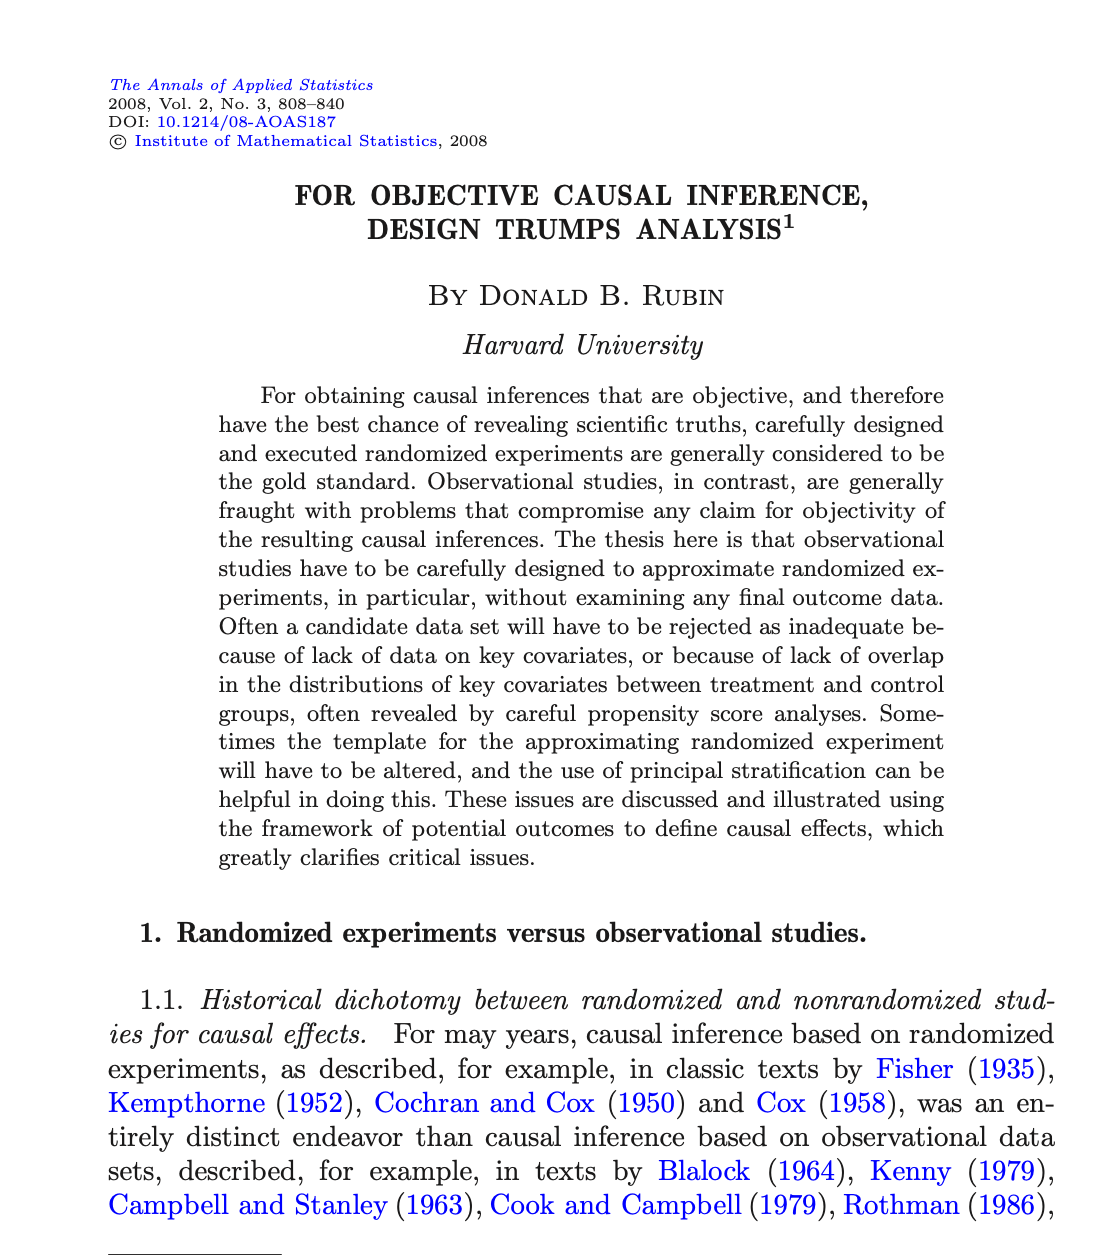 The Annals of Applied Statistics
2008, Vol. 2, No. 3, 808–840
DOI: 10.1214/08-AOAS187
© Institute of Mathematical Statistics, 2008
FOR OBJECTIVE CAUSAL INFERENCE,
DESIGN TRUMPS ANALYSIS¹
By Donald B. Rubin
Harvard University
For obtaining causal inferences that are objective, and therefore
have the best chance of revealing scientific truths, carefully designed
and executed randomized experiments are generally considered to be
the gold standard. Observational studies, in contrast, are generally
fraught with problems that compromise any claim for objectivity of
the resulting causal inferences. The thesis here is that observational
studies have to be carefully designed to approximate randomized ex-
periments, in particular, without examining any final outcome data.
Often a candidate data set will have to be rejected as inadequate be-
cause of lack of data on key covariates, or because of lack of overlap
in the distributions of key covariates between treatment and control
groups, often revealed by careful propensity score analyses. Some-
times the template for the approximating randomized experiment
will have to be altered, and the use of principal stratification can be
helpful in doing this. These issues are discussed and illustrated using
the framework of potential outcomes to define causal effects, which
greatly clarifies critical issues.
1. Randomized experiments versus observational studies.
1.1. Historical dichotomy between randomized and nonrandomized stud-
ies for causal effects. For may years, causal inference based on randomized
experiments, as described, for example, in classic texts by Fisher (1935),
Kempthorne (1952), Cochran and Cox (1950) and Cox (1958), was an en-
tirely distinct endeavor than causal inference based on observational data
sets, described, for example, in texts by Blalock (1964), Kenny (1979),
Campbell and Stanley (1963), Cook and Campbell (1979), Rothman (1986),